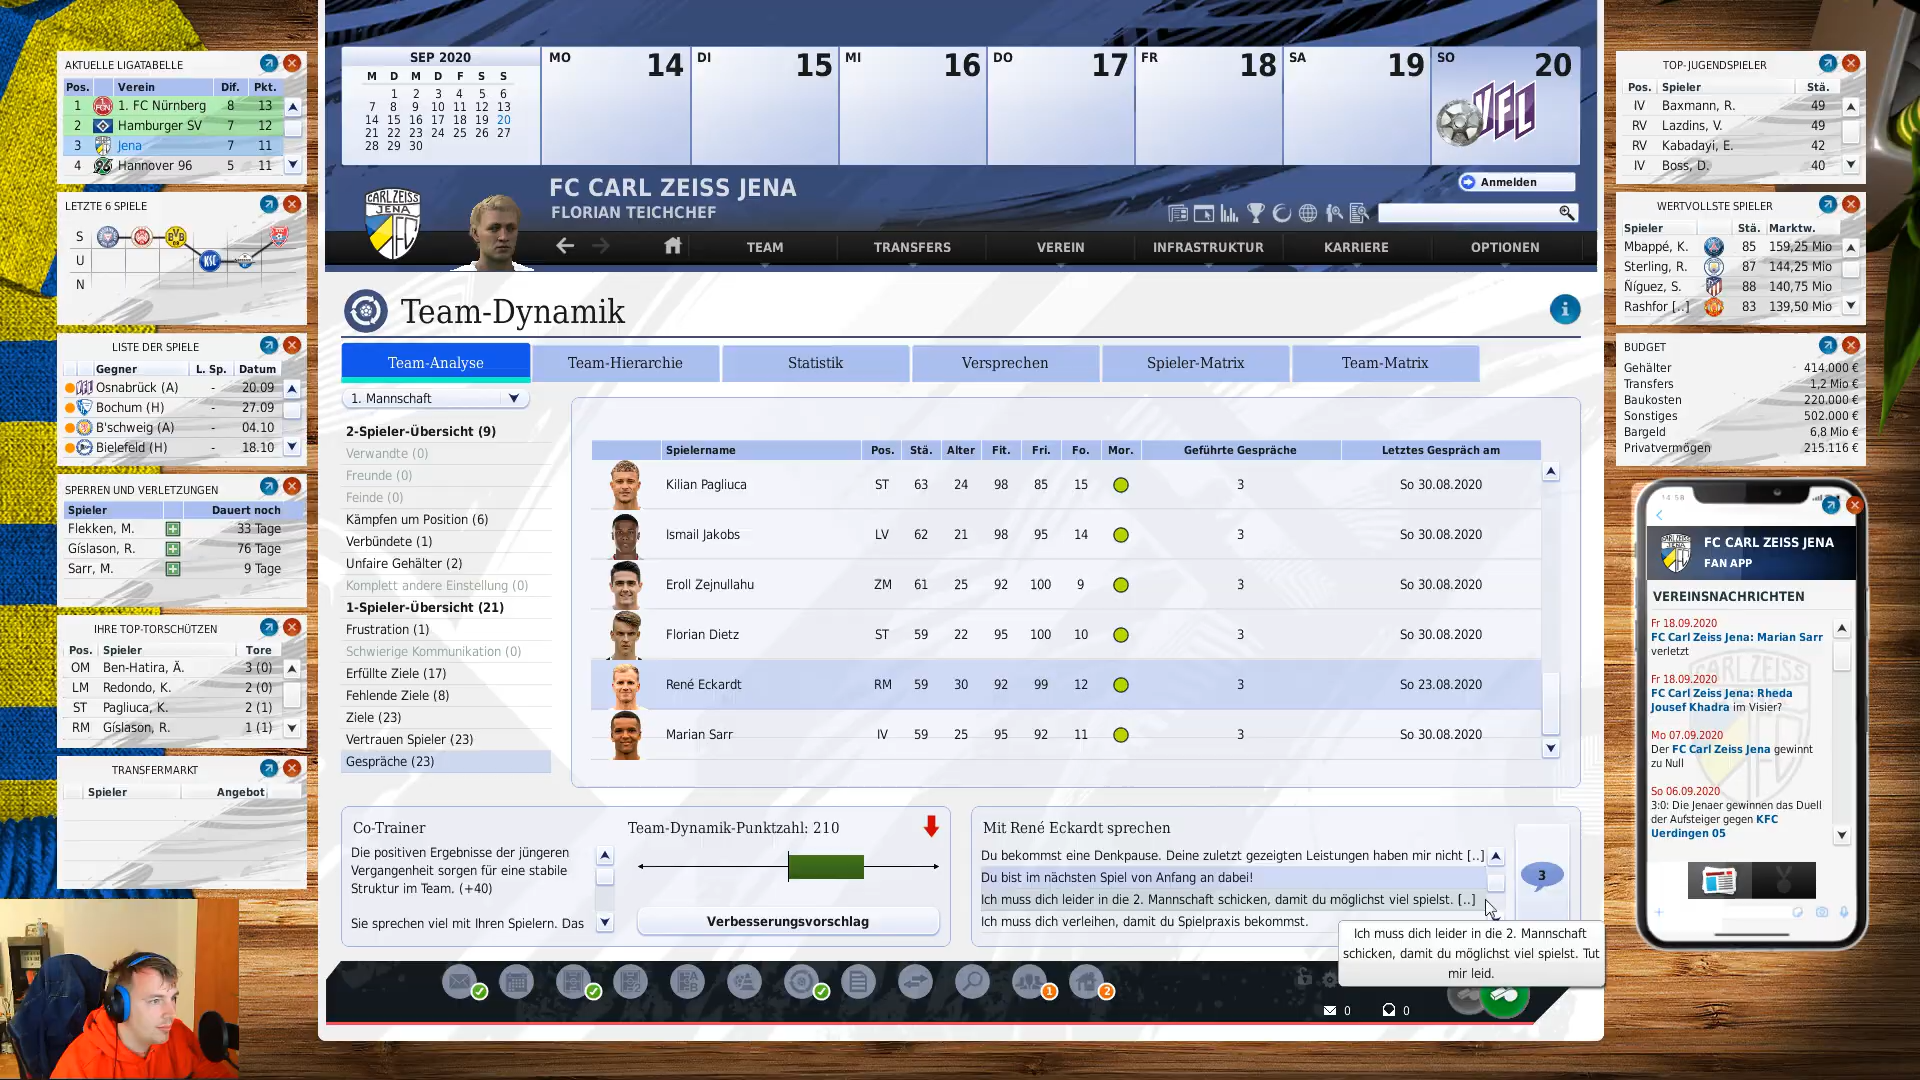 AKTUELLE LIGATABELLE
Pos. Verein Dif. Pkt.
1 1. FC Nürnberg 8 13
2 Hamburger SV 7 12
3 Jena 7 11
4 Hannover 96 5 11
LETZTE 6 SPIELE
S
U
N
LISTE DER SPIELE
Gegner L. Sp. Datum
Osnabrück (A) - 20.09
Bochum (H) - 27.09
B'schweig (A) - 04.10
Bielefeld (H) - 18.10
SPERREN UND VERLETZUNGEN
Spieler Dauert noch
Flekken, M. 33 Tage
Gíslason, R. 76 Tage
Sarr, M. 9 Tage
IHRE TOP-TORSCHÜTZEN
Pos. Spieler Tore
OM Ben-Hatira, Ä. 3 (0)
LM Redondo, K. 2 (0)
ST Pagliuca, K. 2 (1)
RM Gíslason, R. 1 (1)
TRANSFERMARKT
Spieler Angebot
SEP 2020
M D M D F S S
1 2 3 4 5 6
7 8 9 10 11 12 13
14 15 16 17 18 19 20
21 22 23 24 25 26 27
28 29 30
MO 14
DI 15
MI 16
DO 17
FR 18
SA 19
SO 20
VFL
CARL ZEISS
JENA
FC
FC CARL ZEISS JENA
FLORIAN TEICHCHEF
Anmelden
TEAM TRANSFERS VEREIN INFRASTRUKTUR KARRIERE OPTIONEN
Team-Dynamik
Team-Analyse Team-Hierarchie Statistik Versprechen Spieler-Matrix Team-Matrix
1. Mannschaft
2-Spieler-Übersicht (9)
Verwandte (0)
Freunde (0)
Feinde (0)
Kämpfen um Position (6)
Verbündete (1)
Unfaire Gehälter (2)
Komplett andere Einstellung (0)
1-Spieler-Übersicht (21)
Frustration (1)
Schwierige Kommunikation (0)
Erfüllte Ziele (17)
Fehlende Ziele (8)
Ziele (23)
Vertrauen Spieler (23)
Gespräche (23)
Spielername Pos. Stä. Alter Fit. Fri. Fo. Mor. Geführte Gespräche Letztes Gespräch am
Kilian Pagliuca ST 63 24 98 85 15 3 So 30.08.2020
Ismail Jakobs LV 62 21 98 95 14 3 So 30.08.2020
Eroll Zejnullahu ZM 61 25 92 100 9 3 So 30.08.2020
Florian Dietz ST 59 22 95 100 10 3 So 30.08.2020
René Eckardt RM 59 30 92 99 12 3 So 23.08.2020
Marian Sarr IV 59 25 95 92 11 3 So 30.08.2020
Co-Trainer
Die positiven Ergebnisse der jüngeren
Vergangenheit sorgen für eine stabile
Struktur im Team. (+40)
Sie sprechen viel mit Ihren Spielern. Das
Team-Dynamik-Punktzahl: 210
Verbesserungsvorschlag
Mit René Eckardt sprechen
Du bekommst eine Denkpause. Deine zuletzt gezeigten Leistungen haben mir nicht [..]
Du bist im nächsten Spiel von Anfang an dabei!
Ich muss dich leider in die 2. Mannschaft schicken, damit du möglichst viel spielst. [..]
Ich muss dich verleihen, damit du Spielpraxis bekommst.
3
Ich muss dich leider in die 2. Mannschaft
schicken, damit du möglichst viel spielst. Tut
mir leid.
1
2
0 0
TOP-JUGENDSPIELER
Pos. Spieler Stä.
IV Baxmann, R. 49
RV Lazdins, V. 49
RV Kabadayi, E. 42
IV Boss, D. 40
WERTVOLLSTE SPIELER
Spieler Stä. Marktw.
Mbappé, K. 85 159,25 Mio
Sterling, R. 87 144,25 Mio
Ñíguez, S. 88 140,75 Mio
Rashfor [..] 83 139,50 Mio
BUDGET
Gehälter 414.000 €
Transfers 1,2 Mio €
Baukosten 220.000 €
Sonstiges 502.000 €
Bargeld 6,8 Mio €
Privatvermögen 215.116 €
14 58
FC CARL ZEISS JENA
FAN APP
VEREINSNACHRICHTEN
Fr 18.09.2020
FC Carl Zeiss Jena: Marian Sarr
verletzt
Fr 18.09.2020
FC Carl Zeiss Jena: Rheda
Jousef Khadra im Visier?
Mo 07.09.2020
Der FC Carl Zeiss Jena gewinnt
zu Null
So 06.09.2020
3:0: Die Jenaer gewinnen das Duell
der Aufsteiger gegen KFC
Uerdingen 05